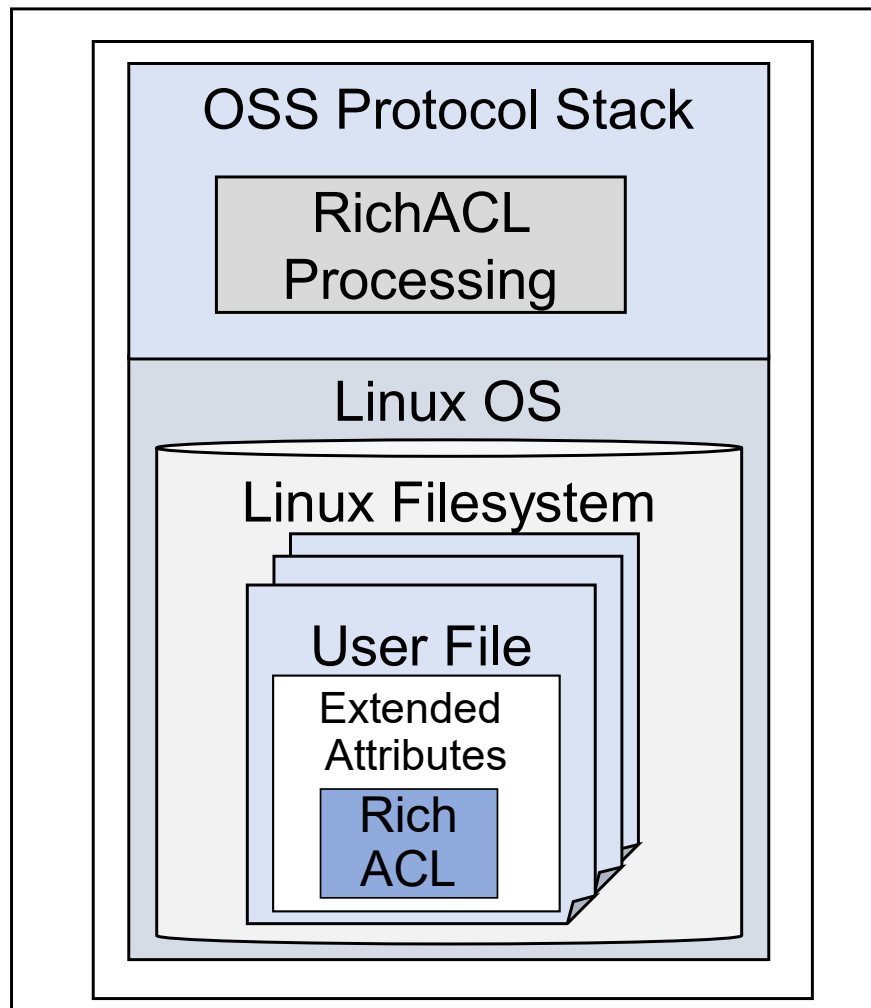 OSS Protocol Stack
RichACL
Processing
Linux OS
Linux Filesystem
User File
Extended
Attributes
Rich
ACL